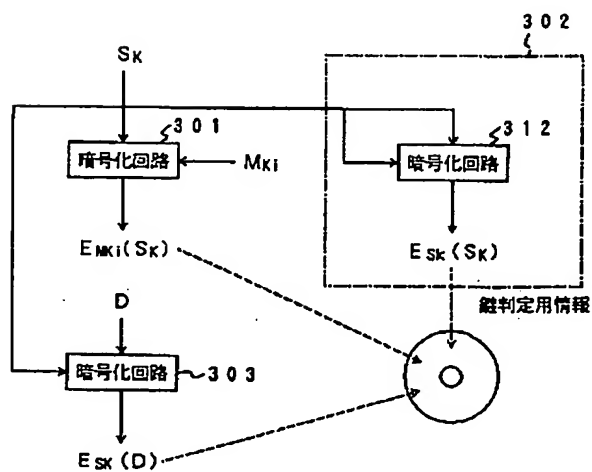 302
SK
301
312
暗号化回路
MKi
暗号化回路
EMKi(SK)
ESk(SK)
鍵判定用情報
D
暗号化回路
303
ESK(D)